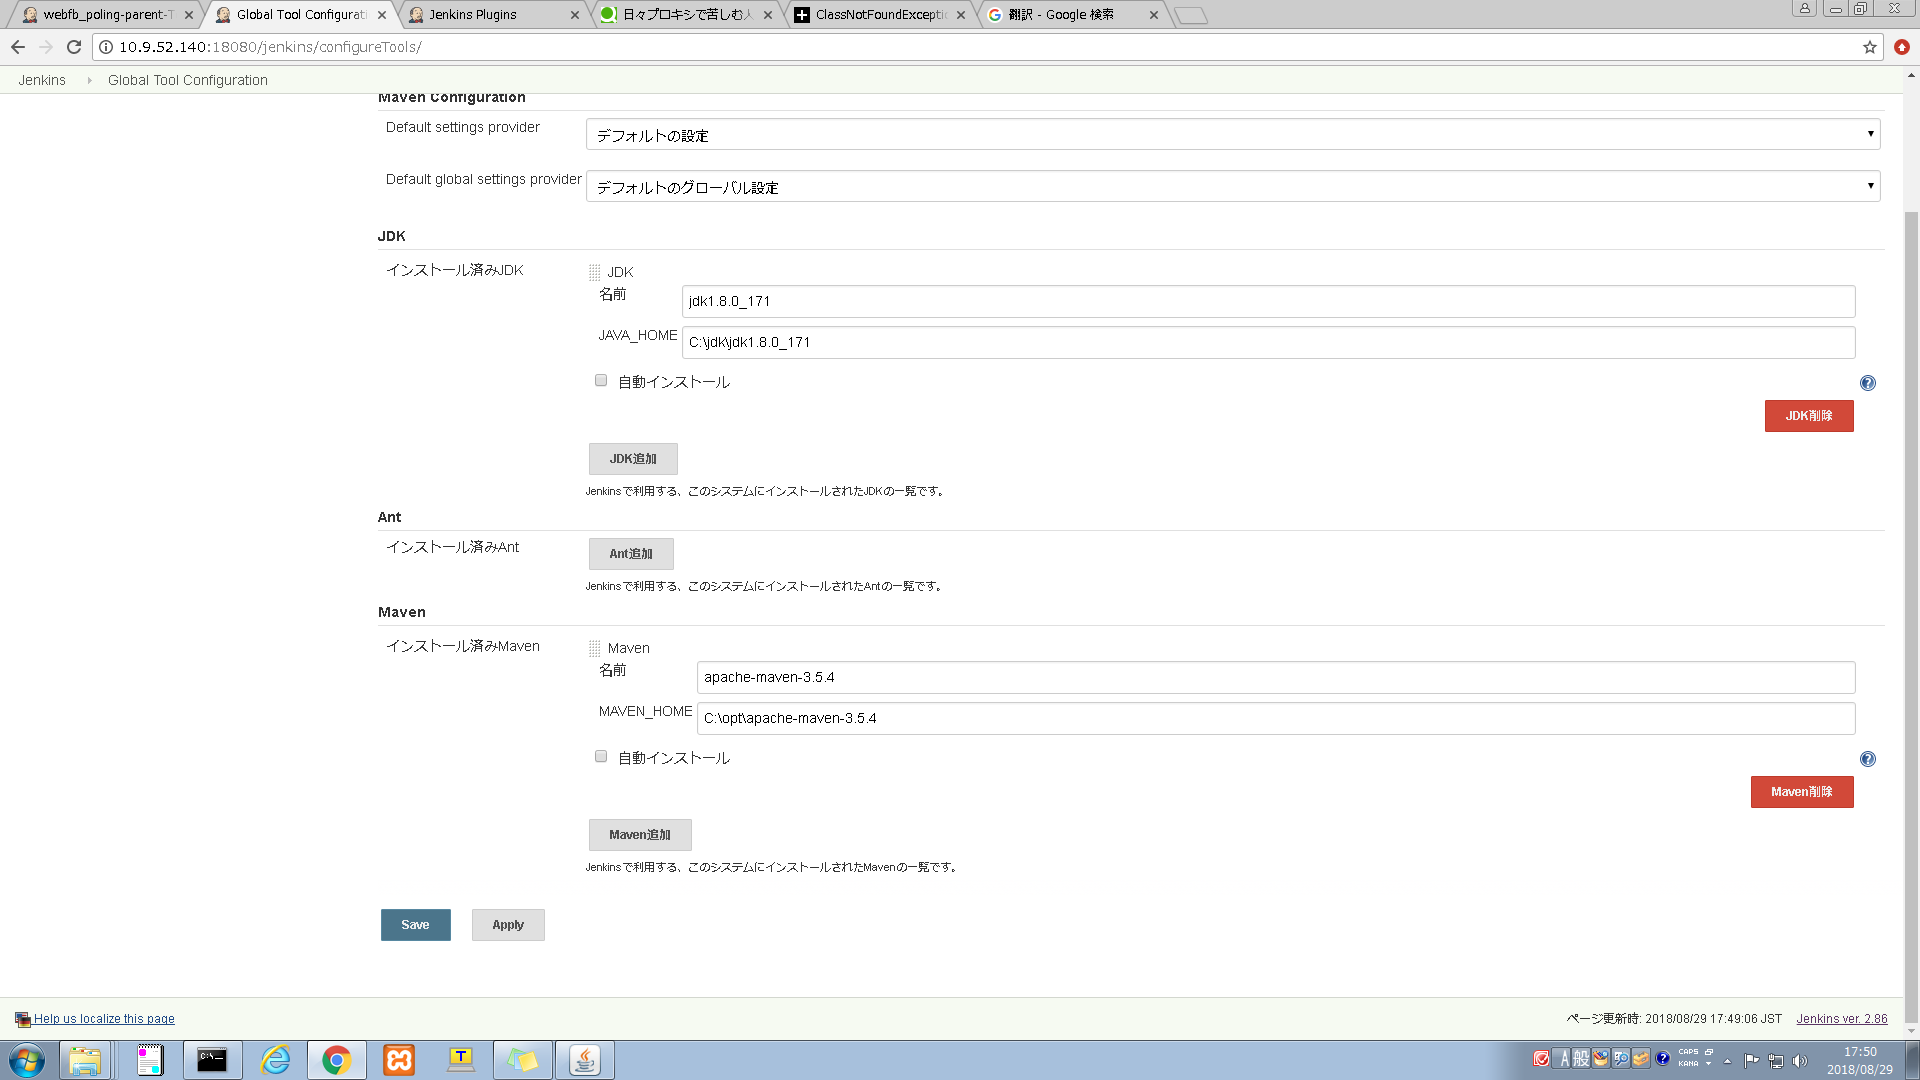 webfb_poling-parent-T
Global Tool Configurati
Jenkins Plugins
日々プロキシで苦しむ人
ClassNotFoundExceptio
翻訳 - Google 検索
10.9.52.140:18080/jenkins/configureTools/
Jenkins
Global Tool Configuration
Maven Configuration
Default settings provider
デフォルトの設定
Default global settings provider
デフォルトのグローバル設定
JDK
インストール済みJDK
JDK
名前
jdk1.8.0_171
JAVA_HOME
C:\jdk\jdk1.8.0_171
自動インストール
JDK削除
JDK追加
Jenkinsで利用する、このシステムにインストールされたJDKの一覧です。
Ant
インストール済みAnt
Ant追加
Jenkinsで利用する、このシステムにインストールされたAntの一覧です。
Maven
インストール済みMaven
Maven
名前
apache-maven-3.5.4
MAVEN_HOME
C:\opt\apache-maven-3.5.4
自動インストール
Maven削除
Maven追加
Jenkinsで利用する、このシステムにインストールされたMavenの一覧です。
Save
Apply
Help us localize this page
ページ更新時: 2018/08/29 17:49:06 JST
Jenkins ver. 2.86
A 般
CAPS
KANA
17:50
2018/08/29